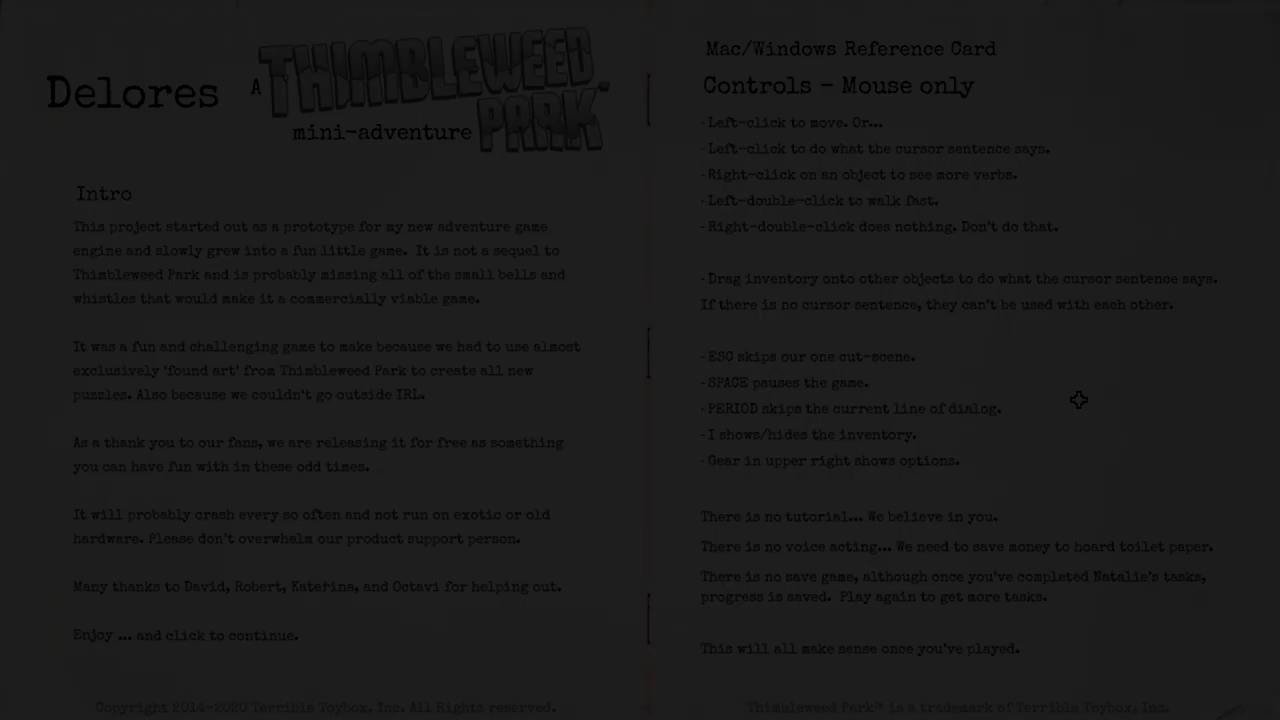 Delores A THIMBLEWEED PARK™
mini-adventure
Intro
This project started out as a prototype for my new adventure game
engine and slowly grew into a fun little game. It is not a sequel to
Thimbleweed Park and is probably missing all of the small bells and
whistles that would make it a commercially viable game.
It was a fun and challenging game to make because we had to use almost
exclusively 'found art' from Thimbleweed Park to create all new
puzzles. Also because we couldn't go outside IRL.
As a thank you to our fans, we are releasing it for free as something
you can have fun with in these odd times.
It will probably crash every so often and not run on exotic or old
hardware. Please don't overwhelm our product support person.
Many thanks to David, Robert, Kateřina, and Octavi for helping out.
Enjoy ... and click to continue.
Copyright 2014-2020 Terrible Toybox, Inc. All Rights reserved.
Mac/Windows Reference Card
Controls - Mouse only
- Left-click to move. Or...
- Left-click to do what the cursor sentence says.
- Right-click on an object to see more verbs.
- Left-double-click to walk fast.
- Right-double-click does nothing. Don't do that.
- Drag inventory onto other objects to do what the cursor sentence says.
If there is no cursor sentence, they can't be used with each other.
- ESC skips our one cut-scene.
- SPACE pauses the game.
- PERIOD skips the current line of dialog.
- I shows/hides the inventory.
- Gear in upper right shows options.
There is no tutorial... We believe in you.
There is no voice acting... We need to save money to hoard toilet paper.
There is no save game, although once you've completed Natalie's tasks,
progress is saved. Play again to get more tasks.
This will all make sense once you've played.
Thimbleweed Park™ is a trademark of Terrible Toybox, Inc.